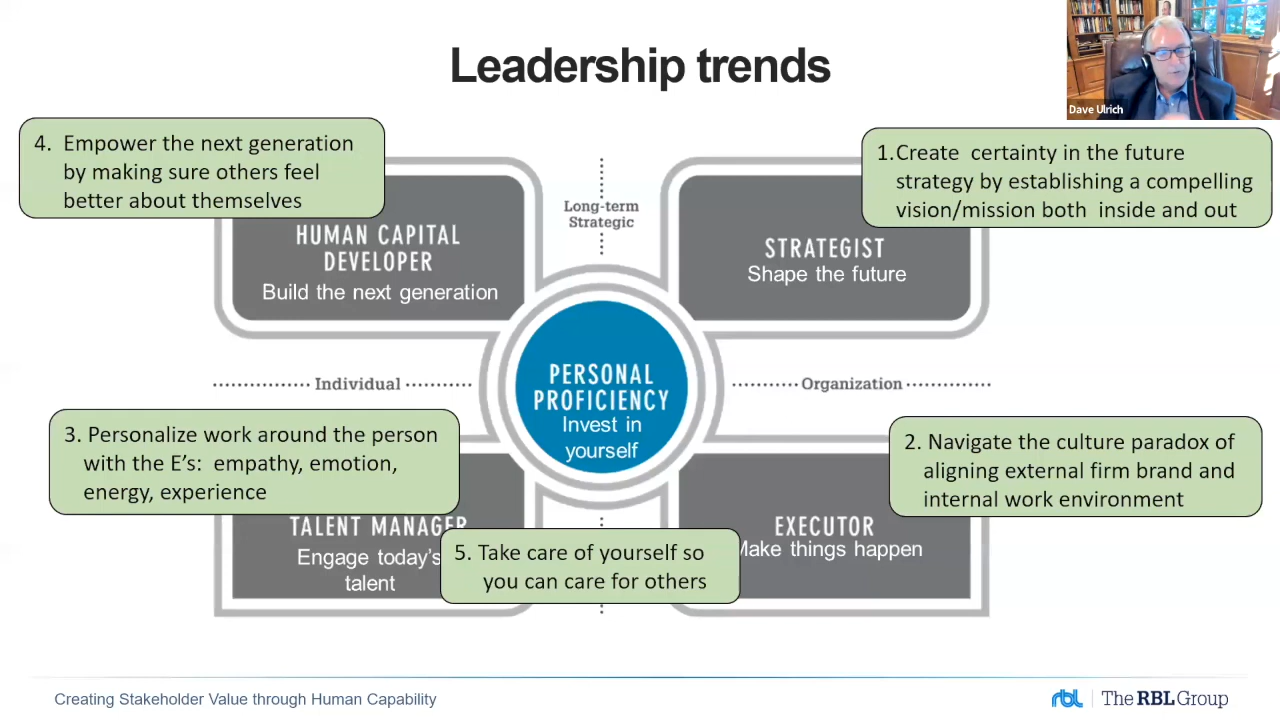 Leadership trends
Dave Ulrich
4. Empower the next generation
by making sure others feel
better about themselves
1.Create certainty in the future
strategy by establishing a compelling
vision/mission both inside and out
Long-term
Strategic
HUMAN CAPITAL
DEVELOPER
Build the next generation
STRATEGIST
Shape the future
Individual
PERSONAL
PROFICIENCY
Invest in
yourself
Organization
3. Personalize work around the person
with the E's: empathy, emotion,
energy, experience
2. Navigate the culture paradox of
aligning external firm brand and
internal work environment
TALENT MANAGER
Engage today's
talent
5. Take care of yourself so
you can care for others
EXECUTOR
Make things happen
Creating Stakeholder Value through Human Capability
rbl
The RBL Group